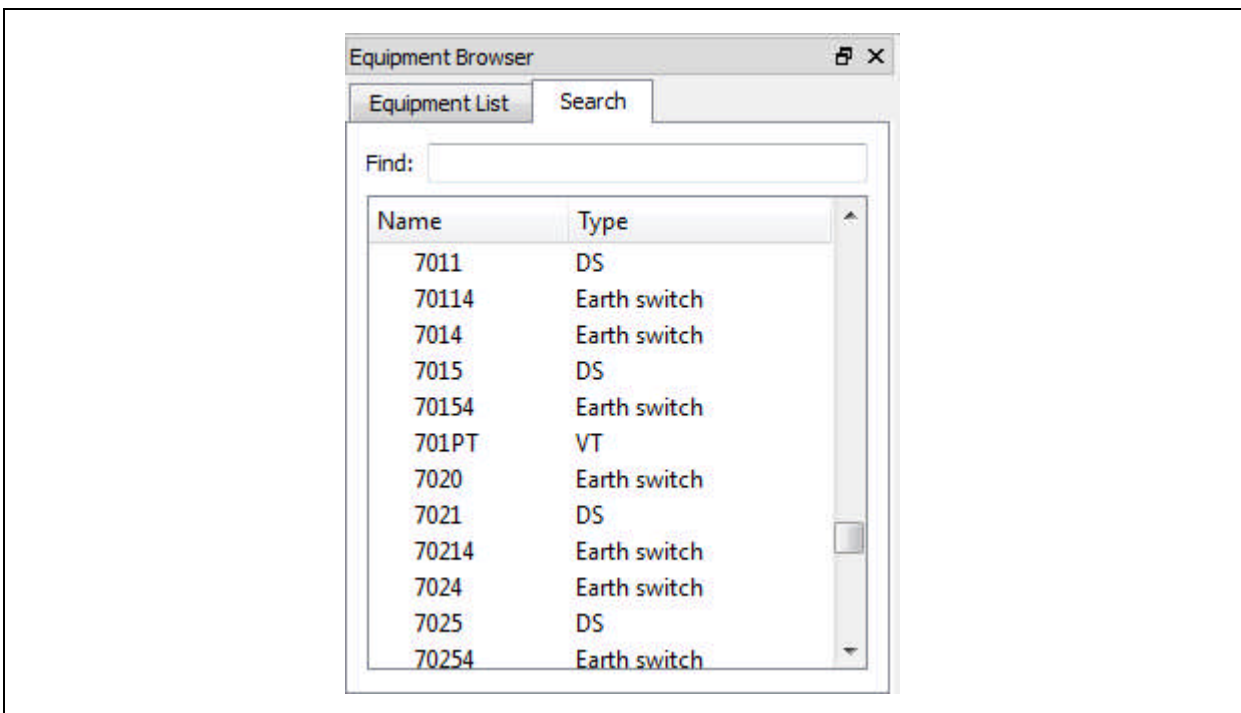 Equipment Browser
Equipment List Search
Find:
Name Type
7011 DS
70114 Earth switch
7014 Earth switch
7015 DS
70154 Earth switch
701PT VT
7020 Earth switch
7021 DS
70214 Earth switch
7024 Earth switch
7025 DS
70254 Earth switch